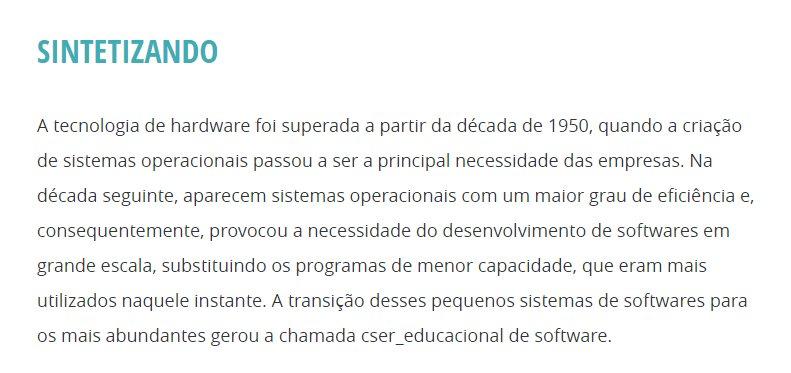 SINTETIZANDO
A tecnologia de hardware foi superada a partir da década de 1950, quando a criação
de sistemas operacionais passou a ser a principal necessidade das empresas. Na
década seguinte, aparecem sistemas operacionais com um maior grau de eficiência e,
consequentemente, provocou a necessidade do desenvolvimento de softwares em
grande escala, substituindo os programas de menor capacidade, que eram mais
utilizados naquele instante. A transição desses pequenos sistemas de softwares para
os mais abundantes gerou a chamada cser_educacional de software.